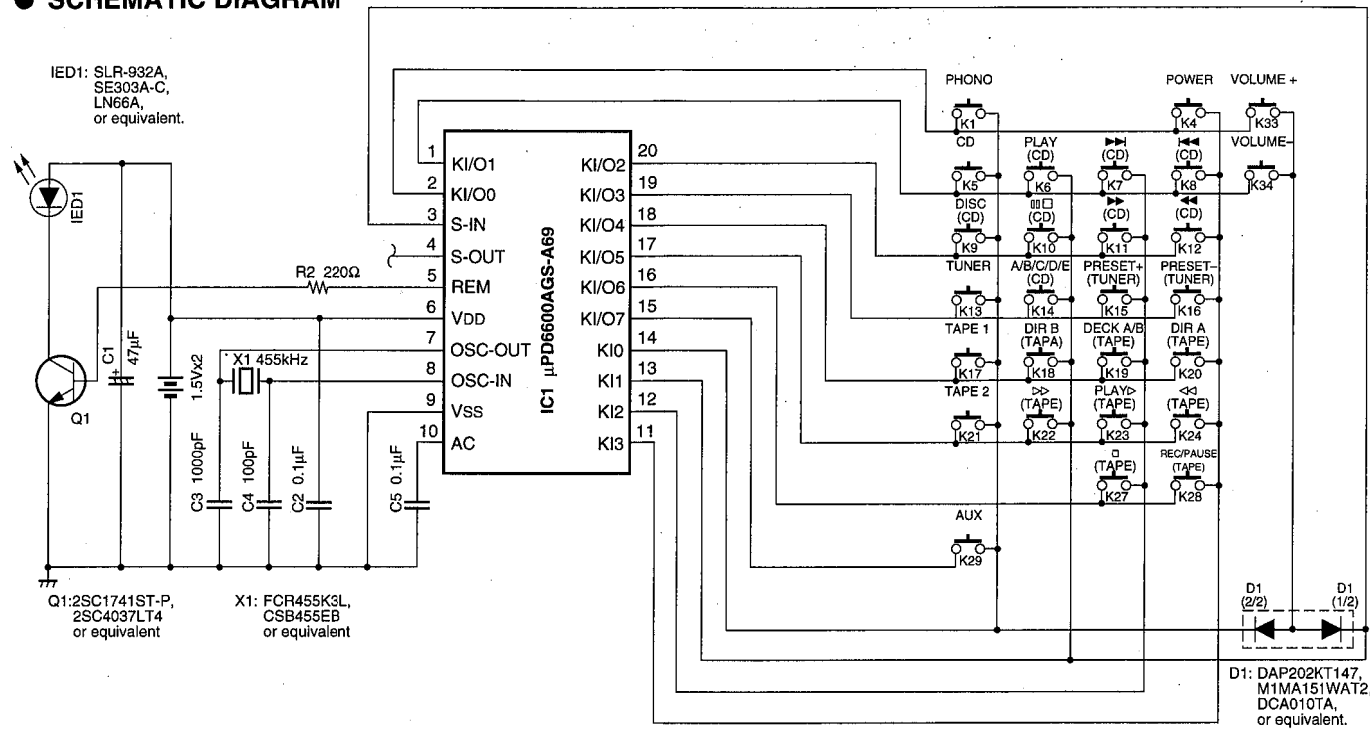 ● SCHEMATIC DIAGRAM
IED1: SLR-932A,
SE303A-C,
LN66A,
or equivalent.
IED1
R2 220Ω
C1
47µF
1.5Vx2
X1 455kHz
Q1
C3 1000pF
C4 100pF
C2 0.1µF
C5 0.1µF
Q1:2SC1741ST-P,
2SC4037LT4
or equivalent
X1: FCR455K3L,
CSB455EB
or equivalent
1 KI/O1
2 KI/O0
3 S-IN
4 S-OUT
5 REM
6 VDD
7 OSC-OUT
8 OSC-IN
9 VSS
10 AC
IC1 µPD6600AGS-A69
KI/O2 20
KI/O3 19
KI/O4 18
KI/O5 17
KI/O6 16
KI/O7 15
KI0 14
KI1 13
KI2 12
KI3 11
PHONO POWER VOLUME +
K1 K4 K33
CD PLAY (CD) ▶▶| (CD) |◀◀ (CD) VOLUME–
K5 K6 K7 K8 K34
DISC (CD) ▯▯□ (CD) ▶▶ (CD) ◀◀ (CD)
K9 K10 K11 K12
TUNER A/B/C/D/E (CD) PRESET+ (TUNER) PRESET– (TUNER)
K13 K14 K15 K16
TAPE 1 DIR B (TAPA) DECK A/B (TAPE) DIR A (TAPE)
K17 K18 K19 K20
TAPE 2 ▷▷ (TAPE) PLAY▷ (TAPE) ◁◁ (TAPE)
K21 K22 K23 K24
□ (TAPE) REC/PAUSE (TAPE)
K27 K28
AUX
K29
D1 (2/2) D1 (1/2)
D1: DAP202KT147,
M1MA151WAT2,
DCA010TA,
or equivalent.